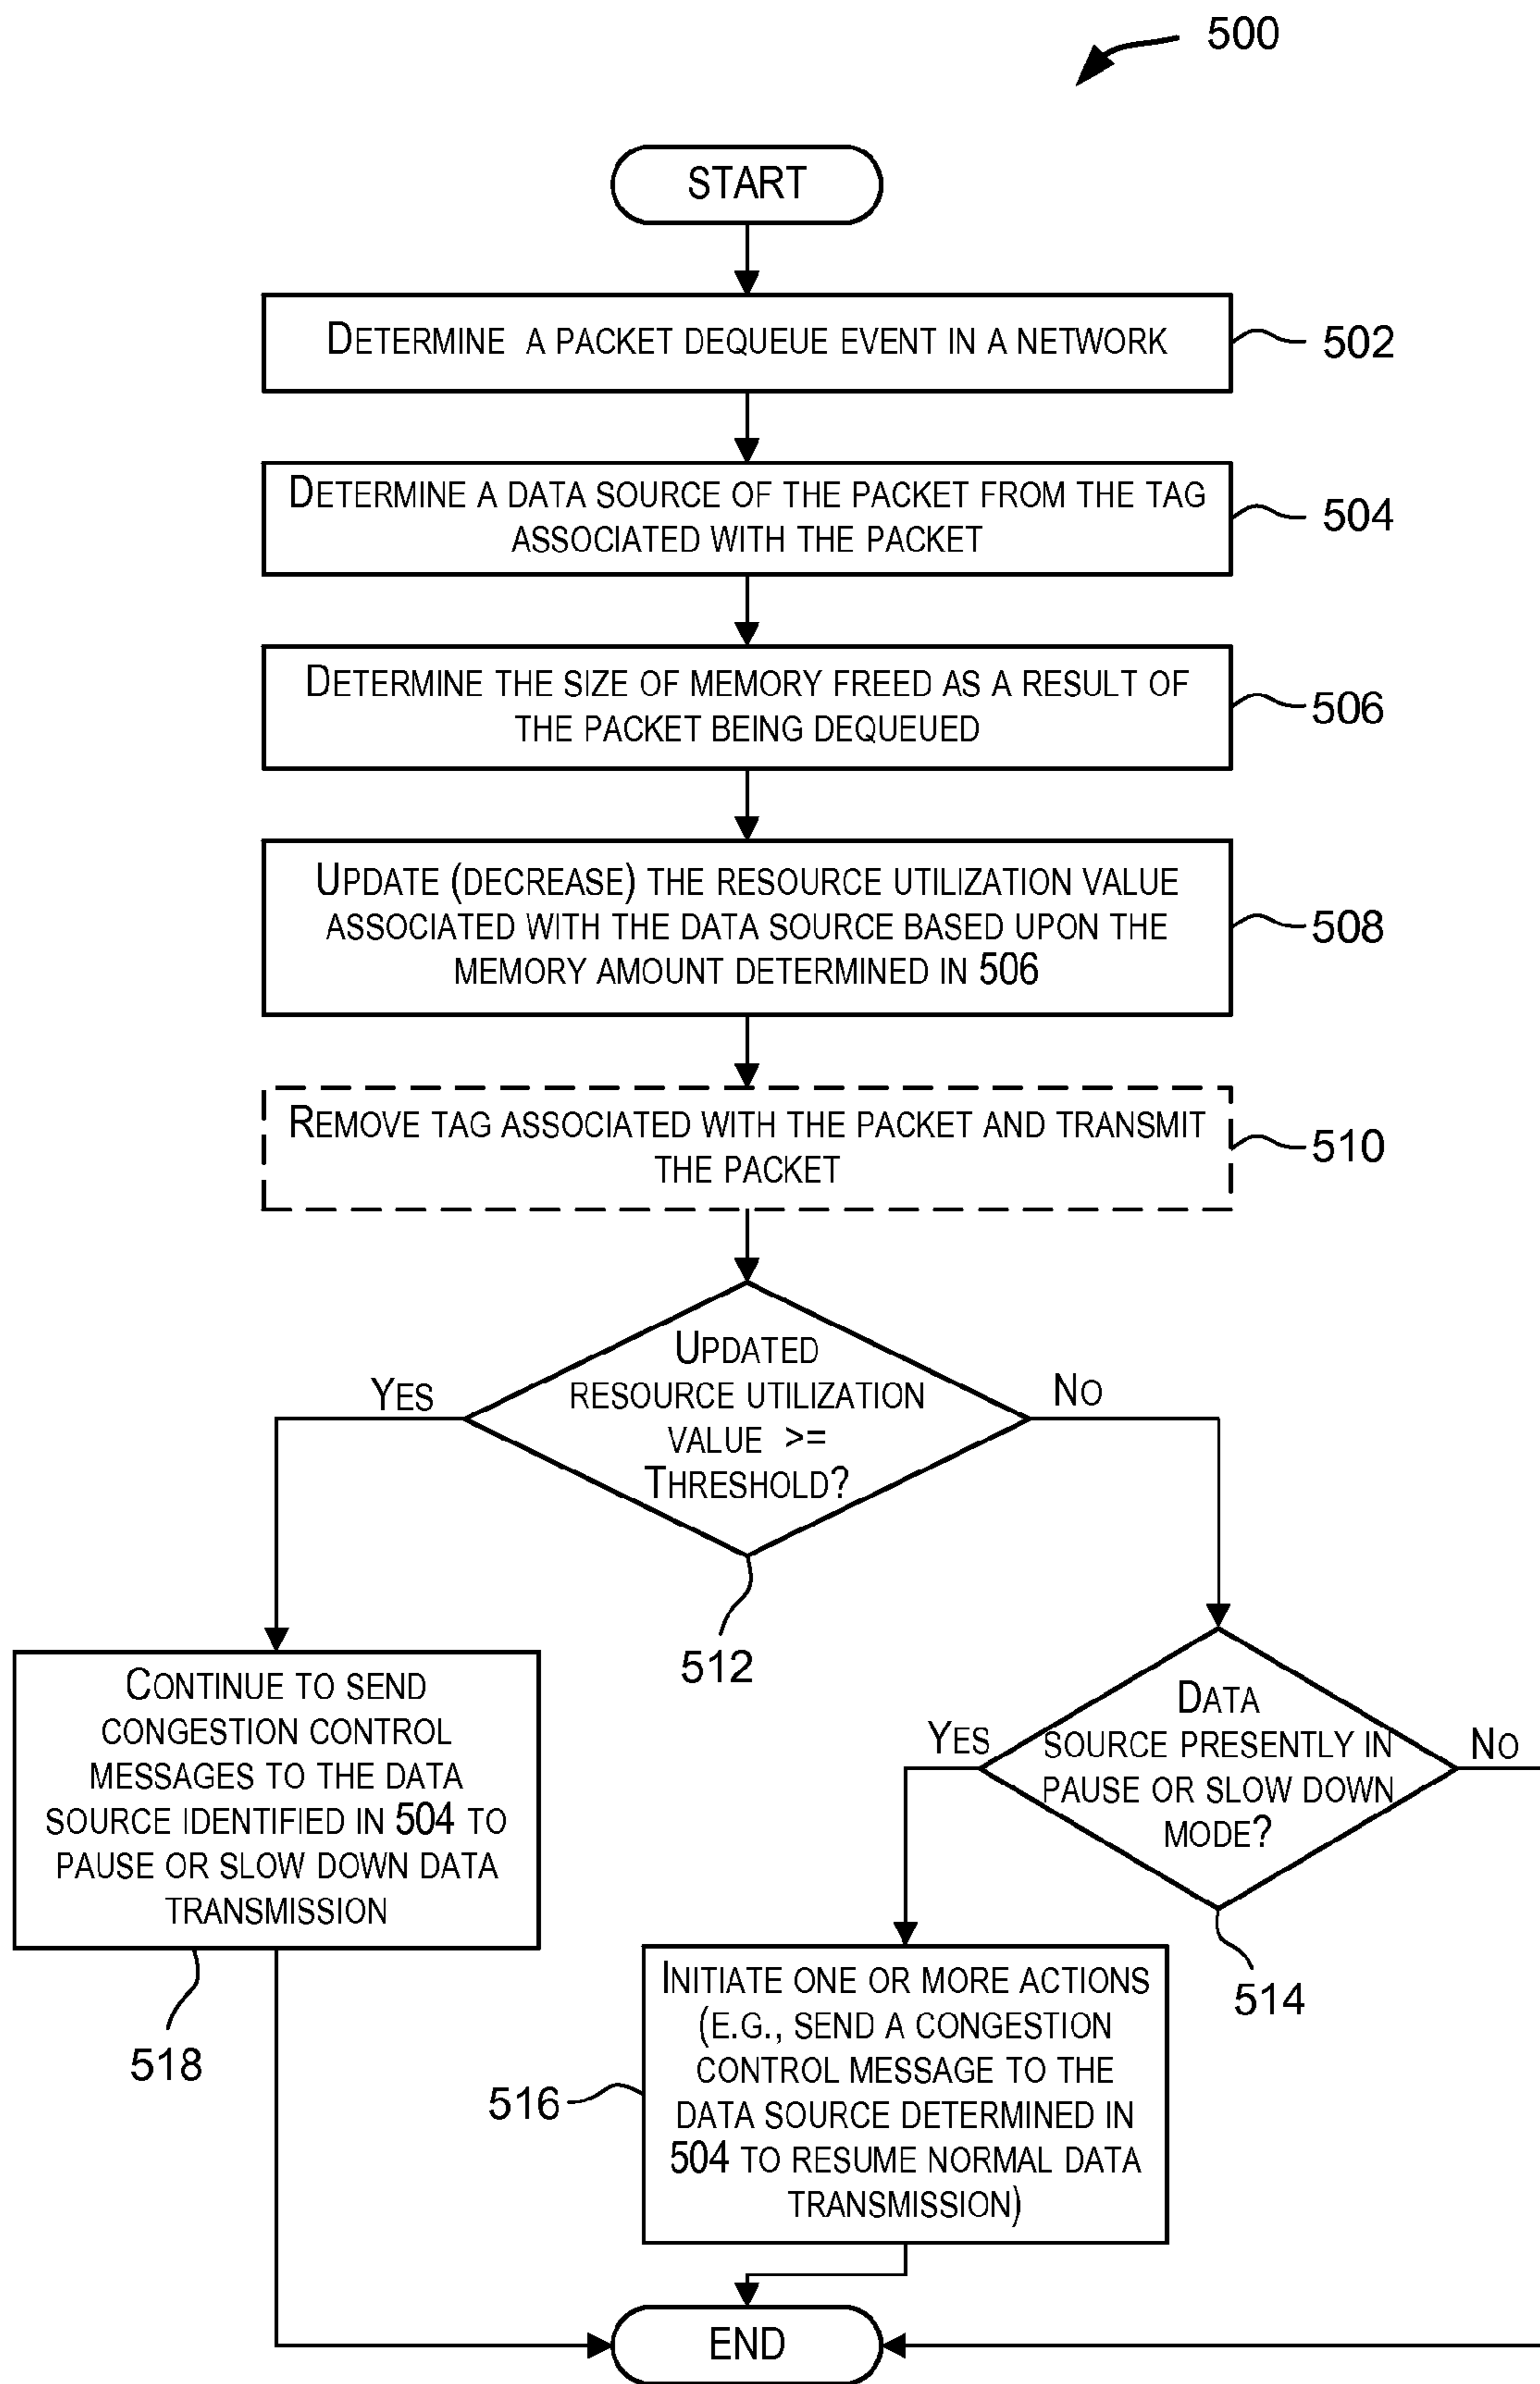 500
START
DETERMINE A PACKET DEQUEUE EVENT IN A NETWORK
502
DETERMINE A DATA SOURCE OF THE PACKET FROM THE TAG
ASSOCIATED WITH THE PACKET
504
DETERMINE THE SIZE OF MEMORY FREED AS A RESULT OF
THE PACKET BEING DEQUEUED
506
UPDATE (DECREASE) THE RESOURCE UTILIZATION VALUE
ASSOCIATED WITH THE DATA SOURCE BASED UPON THE
MEMORY AMOUNT DETERMINED IN 506
508
REMOVE TAG ASSOCIATED WITH THE PACKET AND TRANSMIT
THE PACKET
510
UPDATED
RESOURCE UTILIZATION
VALUE >=
THRESHOLD?
YES
NO
512
CONTINUE TO SEND
CONGESTION CONTROL
MESSAGES TO THE DATA
SOURCE IDENTIFIED IN 504 TO
PAUSE OR SLOW DOWN DATA
TRANSMISSION
518
DATA
SOURCE PRESENTLY IN
PAUSE OR SLOW DOWN
MODE?
YES
NO
514
INITIATE ONE OR MORE ACTIONS
(E.G., SEND A CONGESTION
CONTROL MESSAGE TO THE
DATA SOURCE DETERMINED IN
504 TO RESUME NORMAL DATA
TRANSMISSION)
516
END